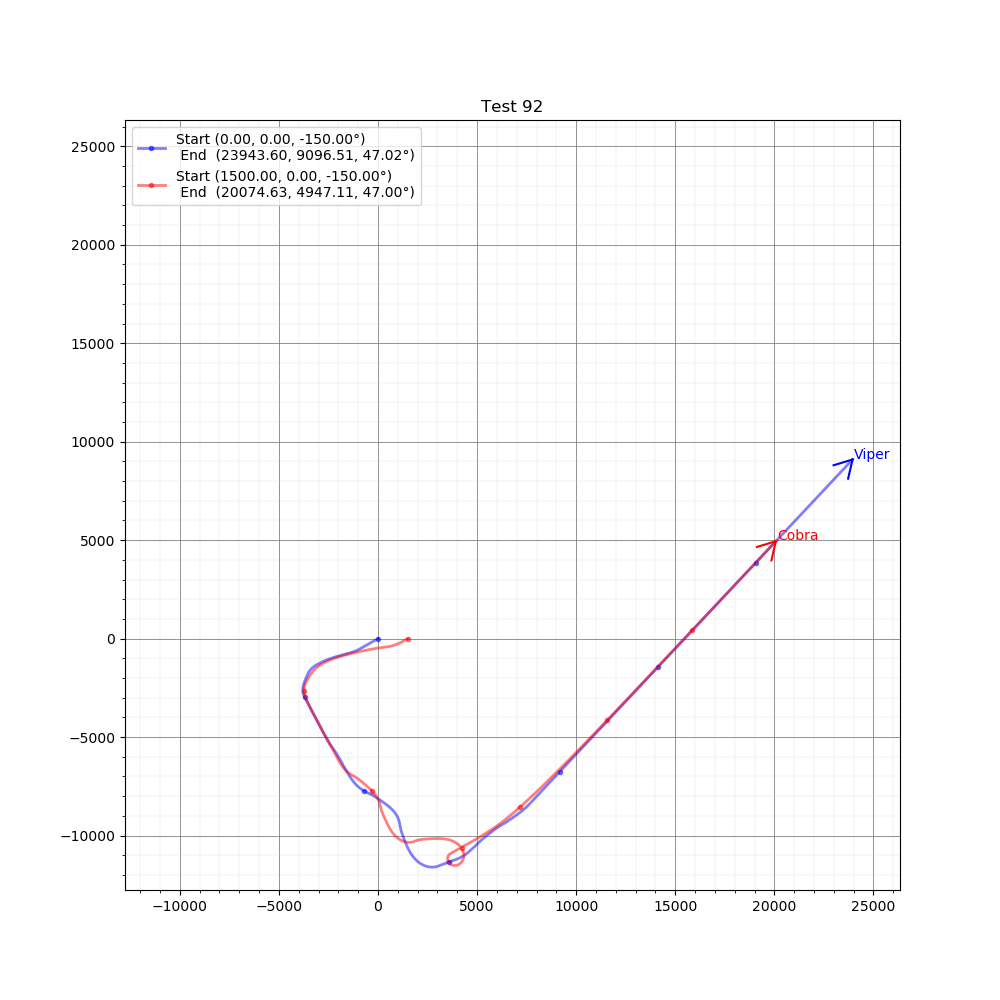 Test 92
Start (0.00, 0.00, -150.00°)
End  (23943.60, 9096.51, 47.02°)
Start (1500.00, 0.00, -150.00°)
End  (20074.63, 4947.11, 47.00°)
25000
20000
15000
10000
5000
0
−5000
−10000
Viper
Cobra
−10000 −5000 0 5000 10000 15000 20000 25000